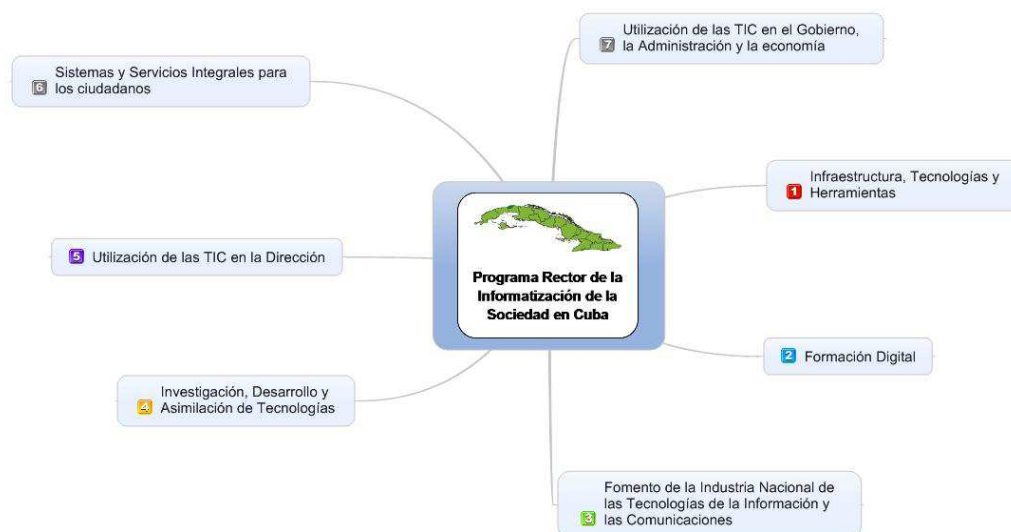 Programa Rector de la
Informatización de la
Sociedad en Cuba
1 Infraestructura, Tecnologías y
Herramientas
2 Formación Digital
3 Fomento de la Industria Nacional de
las Tecnologías de la Información y
las Comunicaciones
4 Investigación, Desarrollo y
Asimilación de Tecnologías
5 Utilización de las TIC en la Dirección
6 Sistemas y Servicios Integrales para
los ciudadanos
7 Utilización de las TIC en el Gobierno,
la Administración y la economía